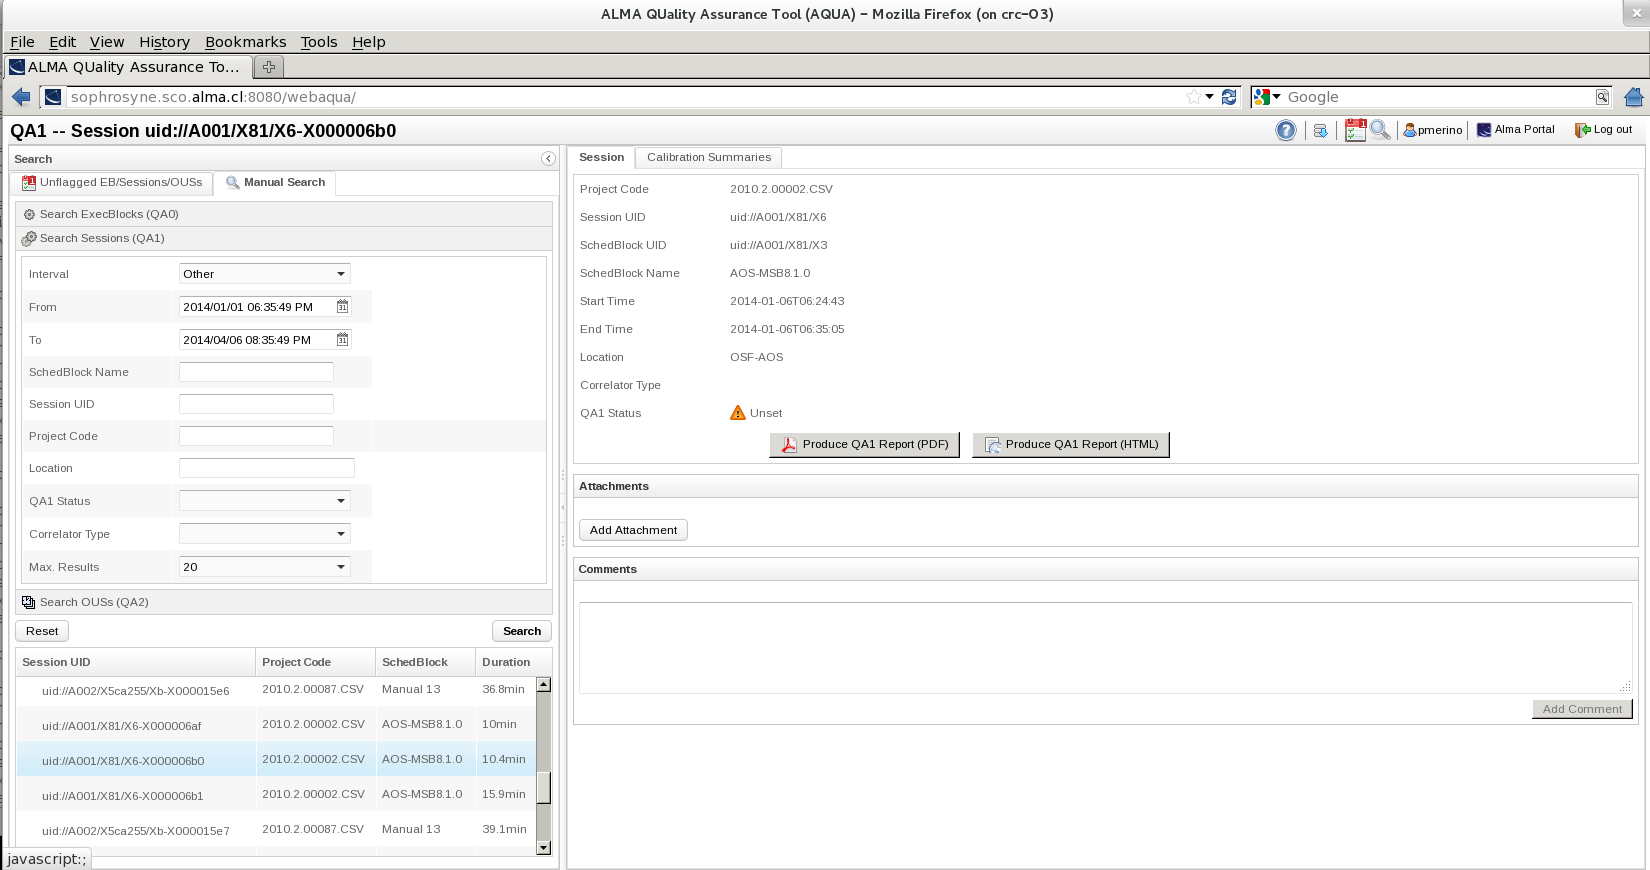 ALMA QUality Assurance Tool (AQUA) - Mozilla Firefox (on crc-03)
File Edit View History Bookmarks Tools Help
ALMA QUality Assurance To...
sophrosyne.sco.alma.cl:8080/webaqua/
Google
QA1 -- Session uid://A001/X81/X6-X000006b0
pmerino
Alma Portal
Log out
Search
Unflagged EB/Sessions/OUSs
Manual Search
Search ExecBlocks (QA0)
Search Sessions (QA1)
Interval Other
From 2014/01/01 06:35:49 PM
To 2014/04/06 08:35:49 PM
SchedBlock Name
Session UID
Project Code
Location
QA1 Status
Correlator Type
Max. Results 20
Search OUSs (QA2)
Reset
Search
Session UID Project Code SchedBlock Duration
uid://A002/X5ca255/Xb-X000015e6 2010.2.00087.CSV Manual 13 36.8min
uid://A001/X81/X6-X000006af 2010.2.00002.CSV AOS-MSB8.1.0 10min
uid://A001/X81/X6-X000006b0 2010.2.00002.CSV AOS-MSB8.1.0 10.4min
uid://A001/X81/X6-X000006b1 2010.2.00002.CSV AOS-MSB8.1.0 15.9min
uid://A002/X5ca255/Xb-X000015e7 2010.2.00087.CSV Manual 13 39.1min
javascript:;
Session
Calibration Summaries
Project Code 2010.2.00002.CSV
Session UID uid://A001/X81/X6
SchedBlock UID uid://A001/X81/X3
SchedBlock Name AOS-MSB8.1.0
Start Time 2014-01-06T06:24:43
End Time 2014-01-06T06:35:05
Location OSF-AOS
Correlator Type
QA1 Status Unset
Produce QA1 Report (PDF)
Produce QA1 Report (HTML)
Attachments
Add Attachment
Comments
Add Comment